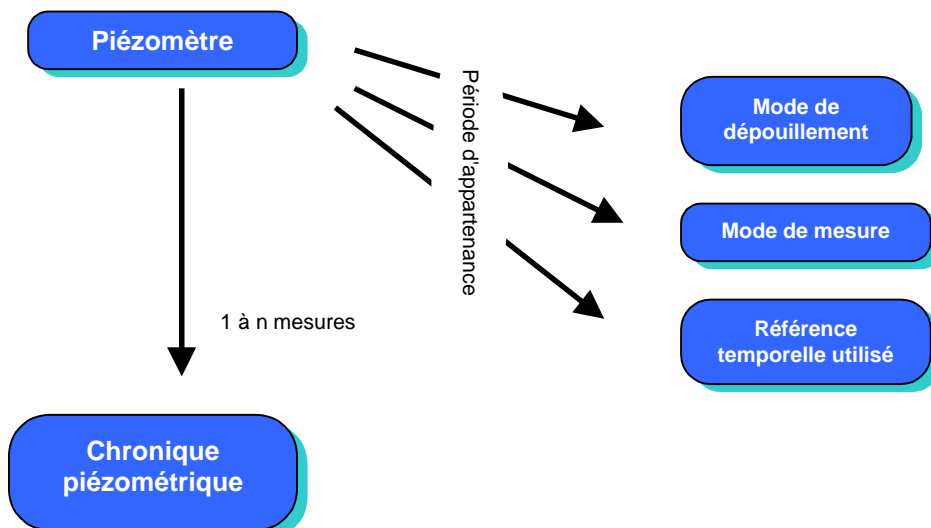 Piézomètre
Période d'appartenance
Mode de
dépouillement
Mode de mesure
Référence
temporelle utilisé
1 à n mesures
Chronique
piézométrique